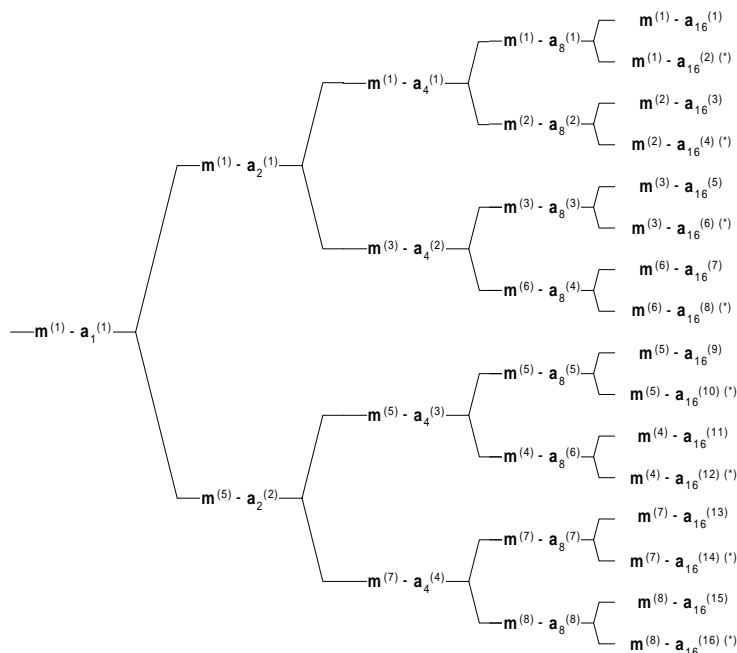 m(1) - a16(1)
m(1) - a8(1)
m(1) - a16(2) (*)
m(1) - a4(1)
m(2) - a16(3)
m(2) - a8(2)
m(2) - a16(4) (*)
m(1) - a2(1)
m(3) - a16(5)
m(3) - a8(3)
m(3) - a16(6) (*)
m(3) - a4(2)
m(6) - a16(7)
m(6) - a8(4)
m(6) - a16(8) (*)
m(1) - a1(1)
m(5) - a16(9)
m(5) - a8(5)
m(5) - a16(10) (*)
m(5) - a4(3)
m(4) - a16(11)
m(4) - a8(6)
m(4) - a16(12) (*)
m(5) - a2(2)
m(7) - a16(13)
m(7) - a8(7)
m(7) - a16(14) (*)
m(7) - a4(4)
m(8) - a16(15)
m(8) - a8(8)
m(8) - a16(16) (*)